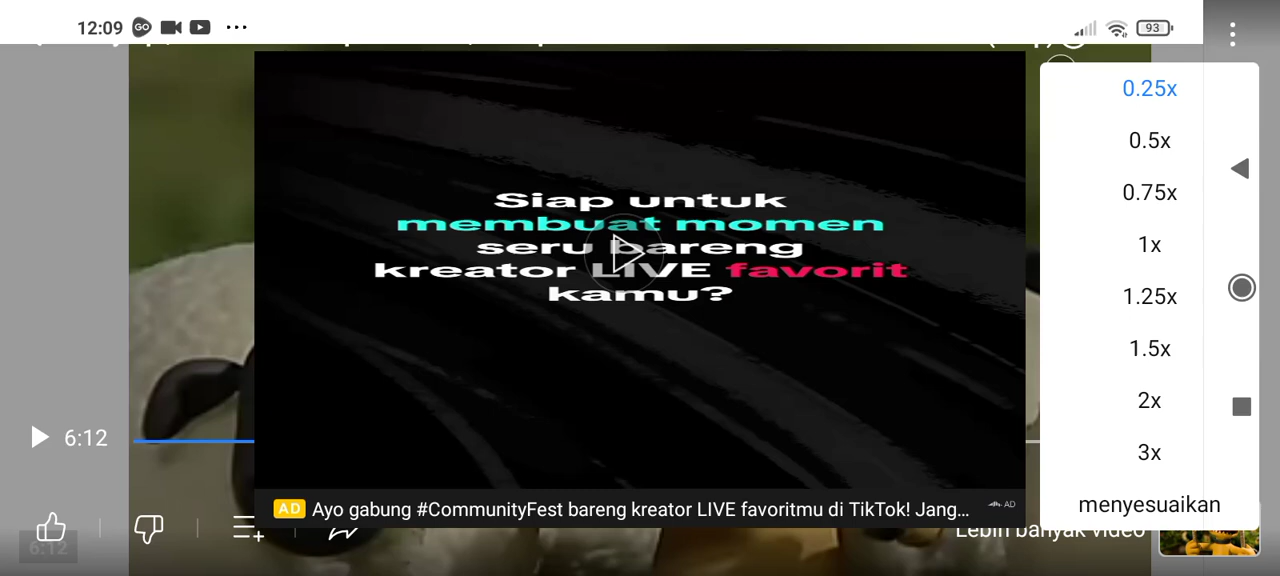 12:09
GO
93
Siap untuk
membuat momen
seru bareng
kreator LIVE favorit
kamu?
0.25x
0.5x
0.75x
1x
1.25x
1.5x
2x
3x
menyesuaikan
6:12
AD Ayo gabung #CommunityFest bareng kreator LIVE favoritmu di TikTok! Jang...
AD
6:12
Lebih banyak video